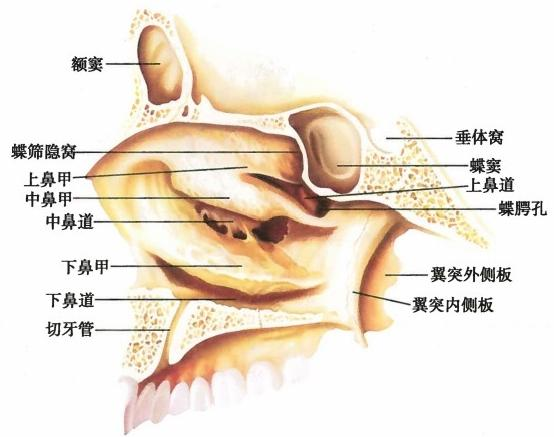 额窦
蝶筛隐窝
上鼻甲
中鼻甲
中鼻道
下鼻甲
下鼻道
切牙管
垂体窝
蝶窦
上鼻道
蝶腭孔
翼突外侧板
翼突内侧板